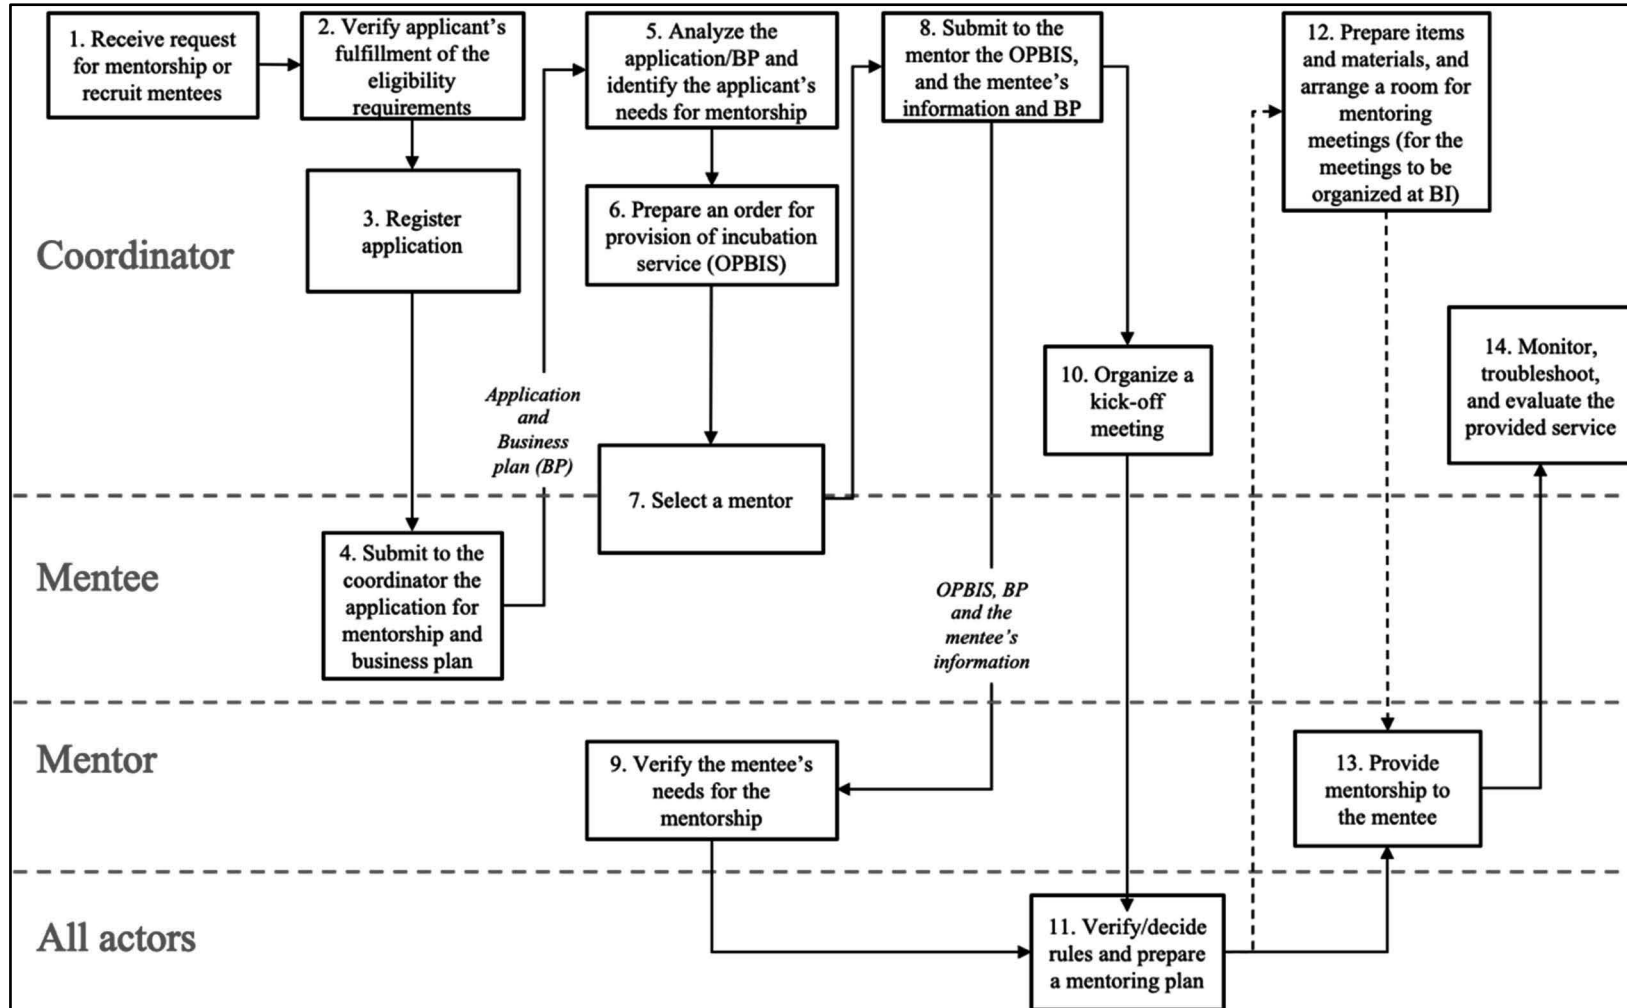 1. Receive request
for mentorship or
recruit mentees
2. Verify applicant’s
fulfillment of the
eligibility
requirements
3. Register
application
4. Submit to the
coordinator the
application for
mentorship and
business plan
Application
and
Business
plan (BP)
5. Analyze the
application/BP and
identify the applicant’s
needs for mentorship
6. Prepare an order for
provision of incubation
service (OPBIS)
7. Select a mentor
8. Submit to the
mentor the OPBIS,
and the mentee’s
information and BP
OPBIS, BP
and the
mentee’s
information
9. Verify the mentee’s
needs for the
mentorship
10. Organize a
kick-off
meeting
11. Verify/decide
rules and prepare
a mentoring plan
12. Prepare items
and materials, and
arrange a room for
mentoring
meetings (for the
meetings to be
organized at BI)
13. Provide
mentorship to
the mentee
14. Monitor,
troubleshoot,
and evaluate the
provided service
Coordinator
Mentee
Mentor
All actors